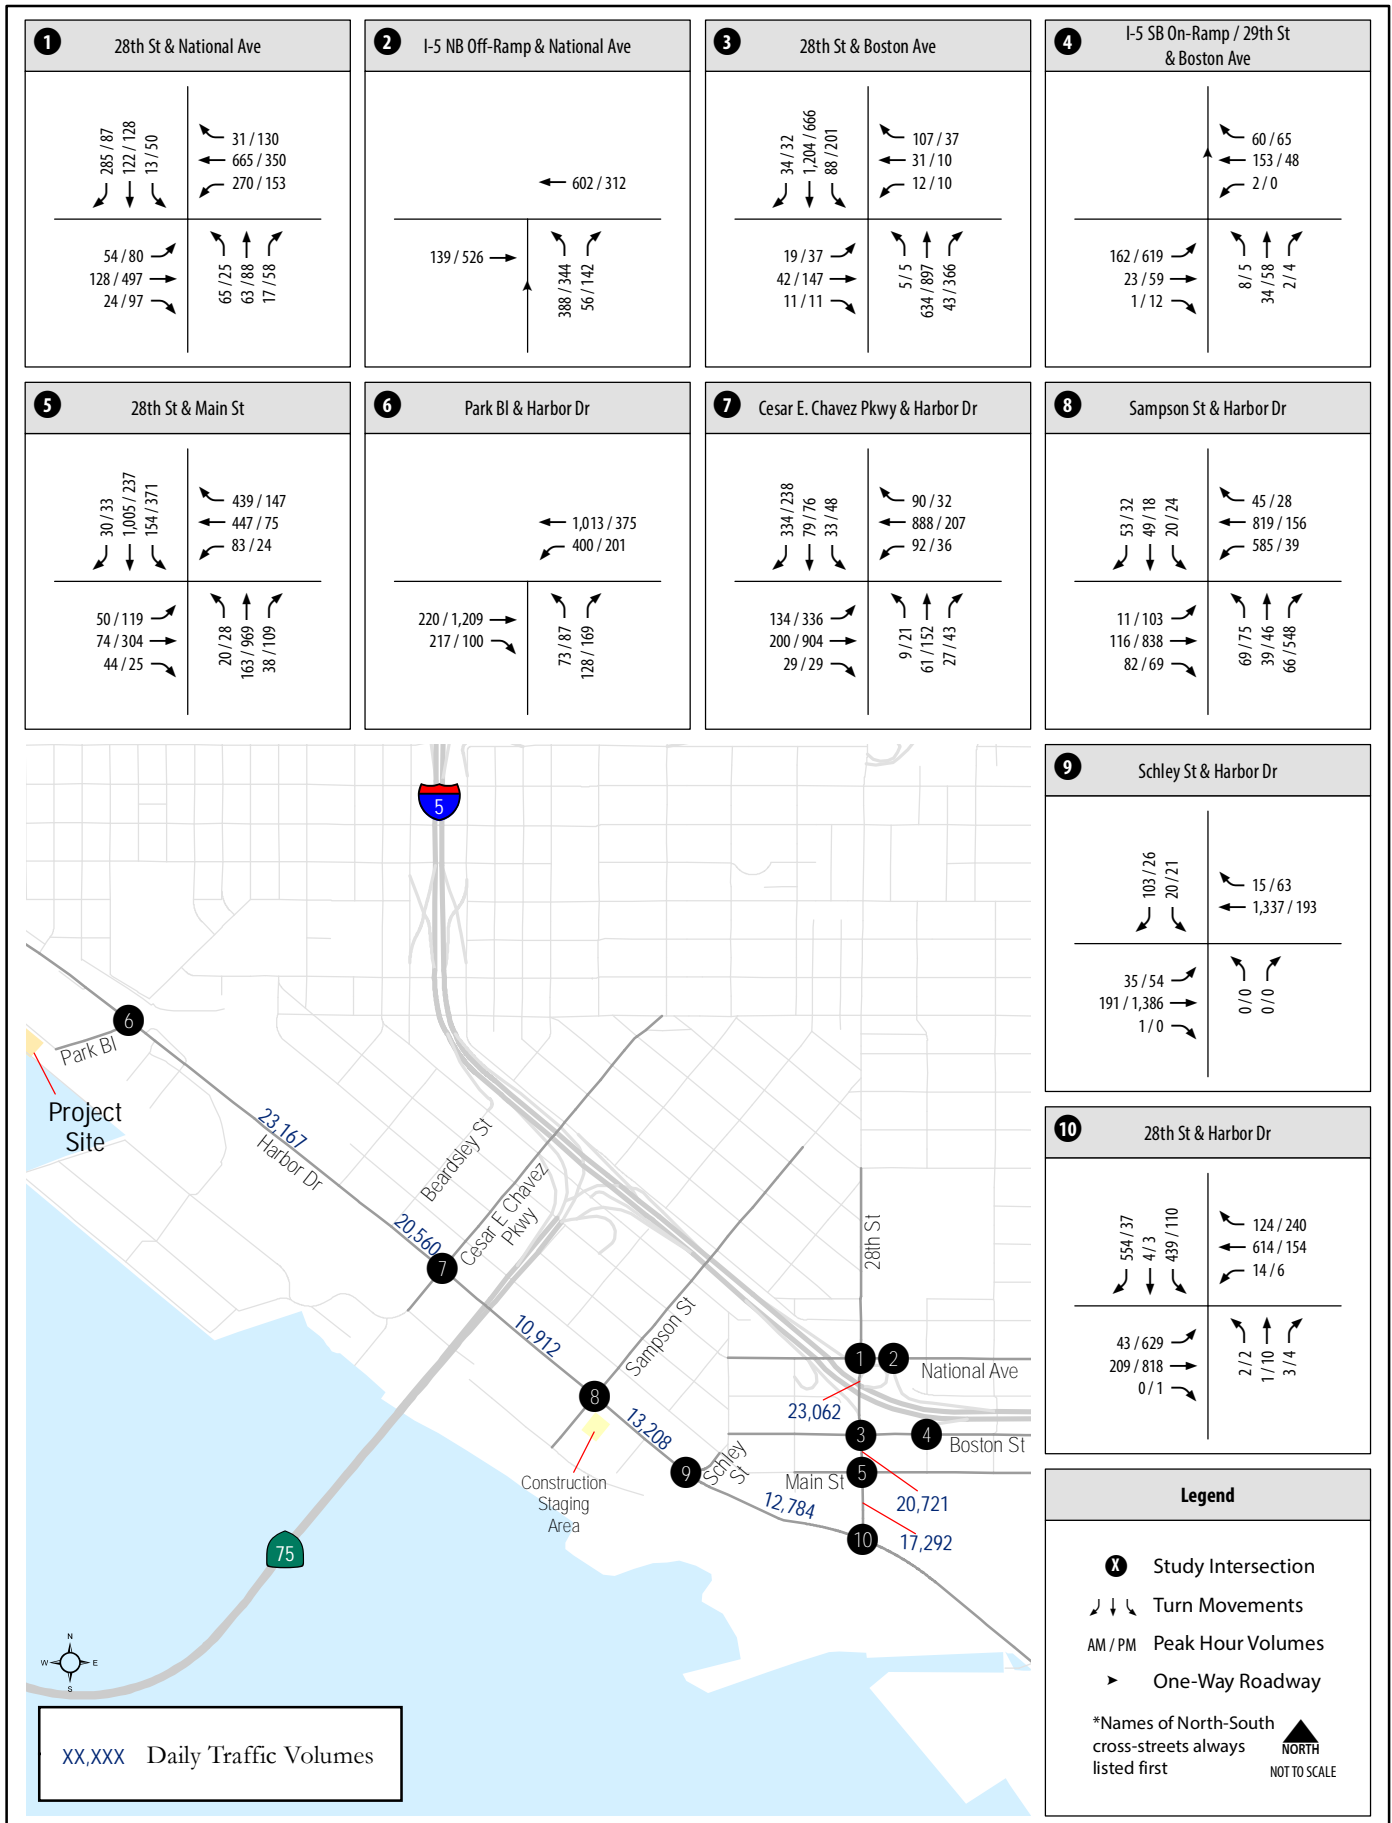 1
28th St & National Ave
285 / 87
122 / 128
13 / 50
31 / 130
665 / 350
270 / 153
54 / 80
128 / 497
24 / 97
65 / 25
63 / 88
17 / 58
2
I-5 NB Off-Ramp & National Ave
602 / 312
139 / 526
388 / 344
56 / 142
3
28th St & Boston Ave
34 / 32
1,204 / 666
88 / 201
107 / 37
31 / 10
12 / 10
19 / 37
42 / 147
11 / 11
5 / 5
634 / 897
43 / 366
4
I-5 SB On-Ramp / 29th St
& Boston Ave
60 / 65
153 / 48
2 / 0
162 / 619
23 / 59
1 / 12
8 / 5
34 / 58
2 / 4
5
28th St & Main St
30 / 33
1,005 / 237
154 / 371
439 / 147
447 / 75
83 / 24
50 / 119
74 / 304
44 / 25
20 / 28
163 / 969
38 / 109
6
Park Bl & Harbor Dr
1,013 / 375
400 / 201
220 / 1,209
217 / 100
73 / 87
128 / 169
7
Cesar E. Chavez Pkwy & Harbor Dr
334 / 238
79 / 76
33 / 48
90 / 32
888 / 207
92 / 36
134 / 336
200 / 904
29 / 29
9 / 21
61 / 152
27 / 43
8
Sampson St & Harbor Dr
53 / 32
49 / 18
20 / 24
45 / 28
819 / 156
585 / 39
11 / 103
116 / 838
82 / 69
69 / 75
39 / 46
66 / 548
9
Schley St & Harbor Dr
103 / 26
20 / 21
15 / 63
1,337 / 193
35 / 54
191 / 1,386
1 / 0
0 / 0
0 / 0
10
28th St & Harbor Dr
554 / 37
4 / 3
439 / 110
124 / 240
614 / 154
14 / 6
43 / 629
209 / 818
0 / 1
2 / 2
1 / 10
3 / 4
5
6
Park Bl
Project
Site
23,167
Harbor Dr
Beardsley St
20,560
7
Cesar E. Chavez
Pkwy
10,912
Sampson St
8
13,208
Construction
Staging
Area
9
Schley
St
28th St
1
2
National Ave
23,062
3
4
Boston St
Main St
5
20,721
12,784
10
17,292
75
N
W
E
S
XX,XXX
Daily Traffic Volumes
Legend
X
Study Intersection
Turn Movements
AM / PM
Peak Hour Volumes
One-Way Roadway
*Names of North-South
cross-streets always
listed first
NORTH
NOT TO SCALE